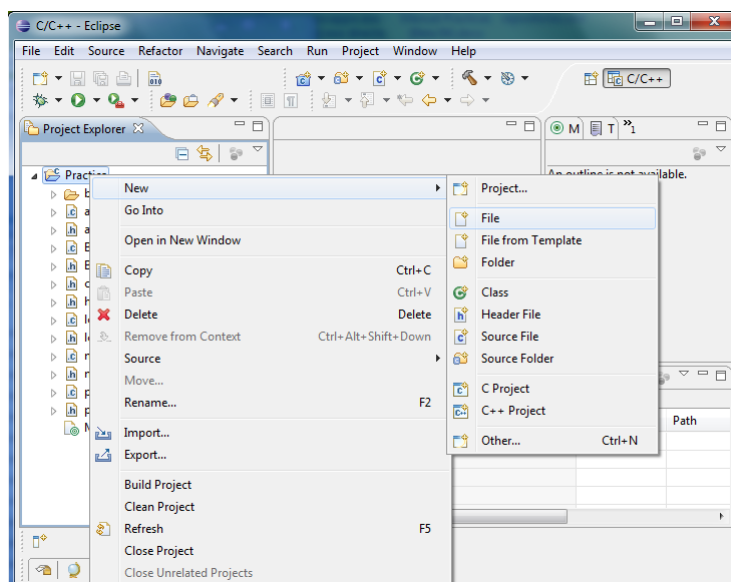 C/C++ - Eclipse
File Edit Source Refactor Navigate Search Run Project Window Help
010
C/C++
Project Explorer
M T »1
Practice
An outline is not available.
New
Go Into
Open in New Window
Copy Ctrl+C
Paste Ctrl+V
Delete Delete
Remove from Context Ctrl+Alt+Shift+Down
Source
Move...
Rename... F2
Import...
Export...
Build Project
Clean Project
Refresh F5
Close Project
Close Unrelated Projects
Project...
File
File from Template
Folder
Class
Header File
Source File
Source Folder
C Project
C++ Project
Other... Ctrl+N
Path